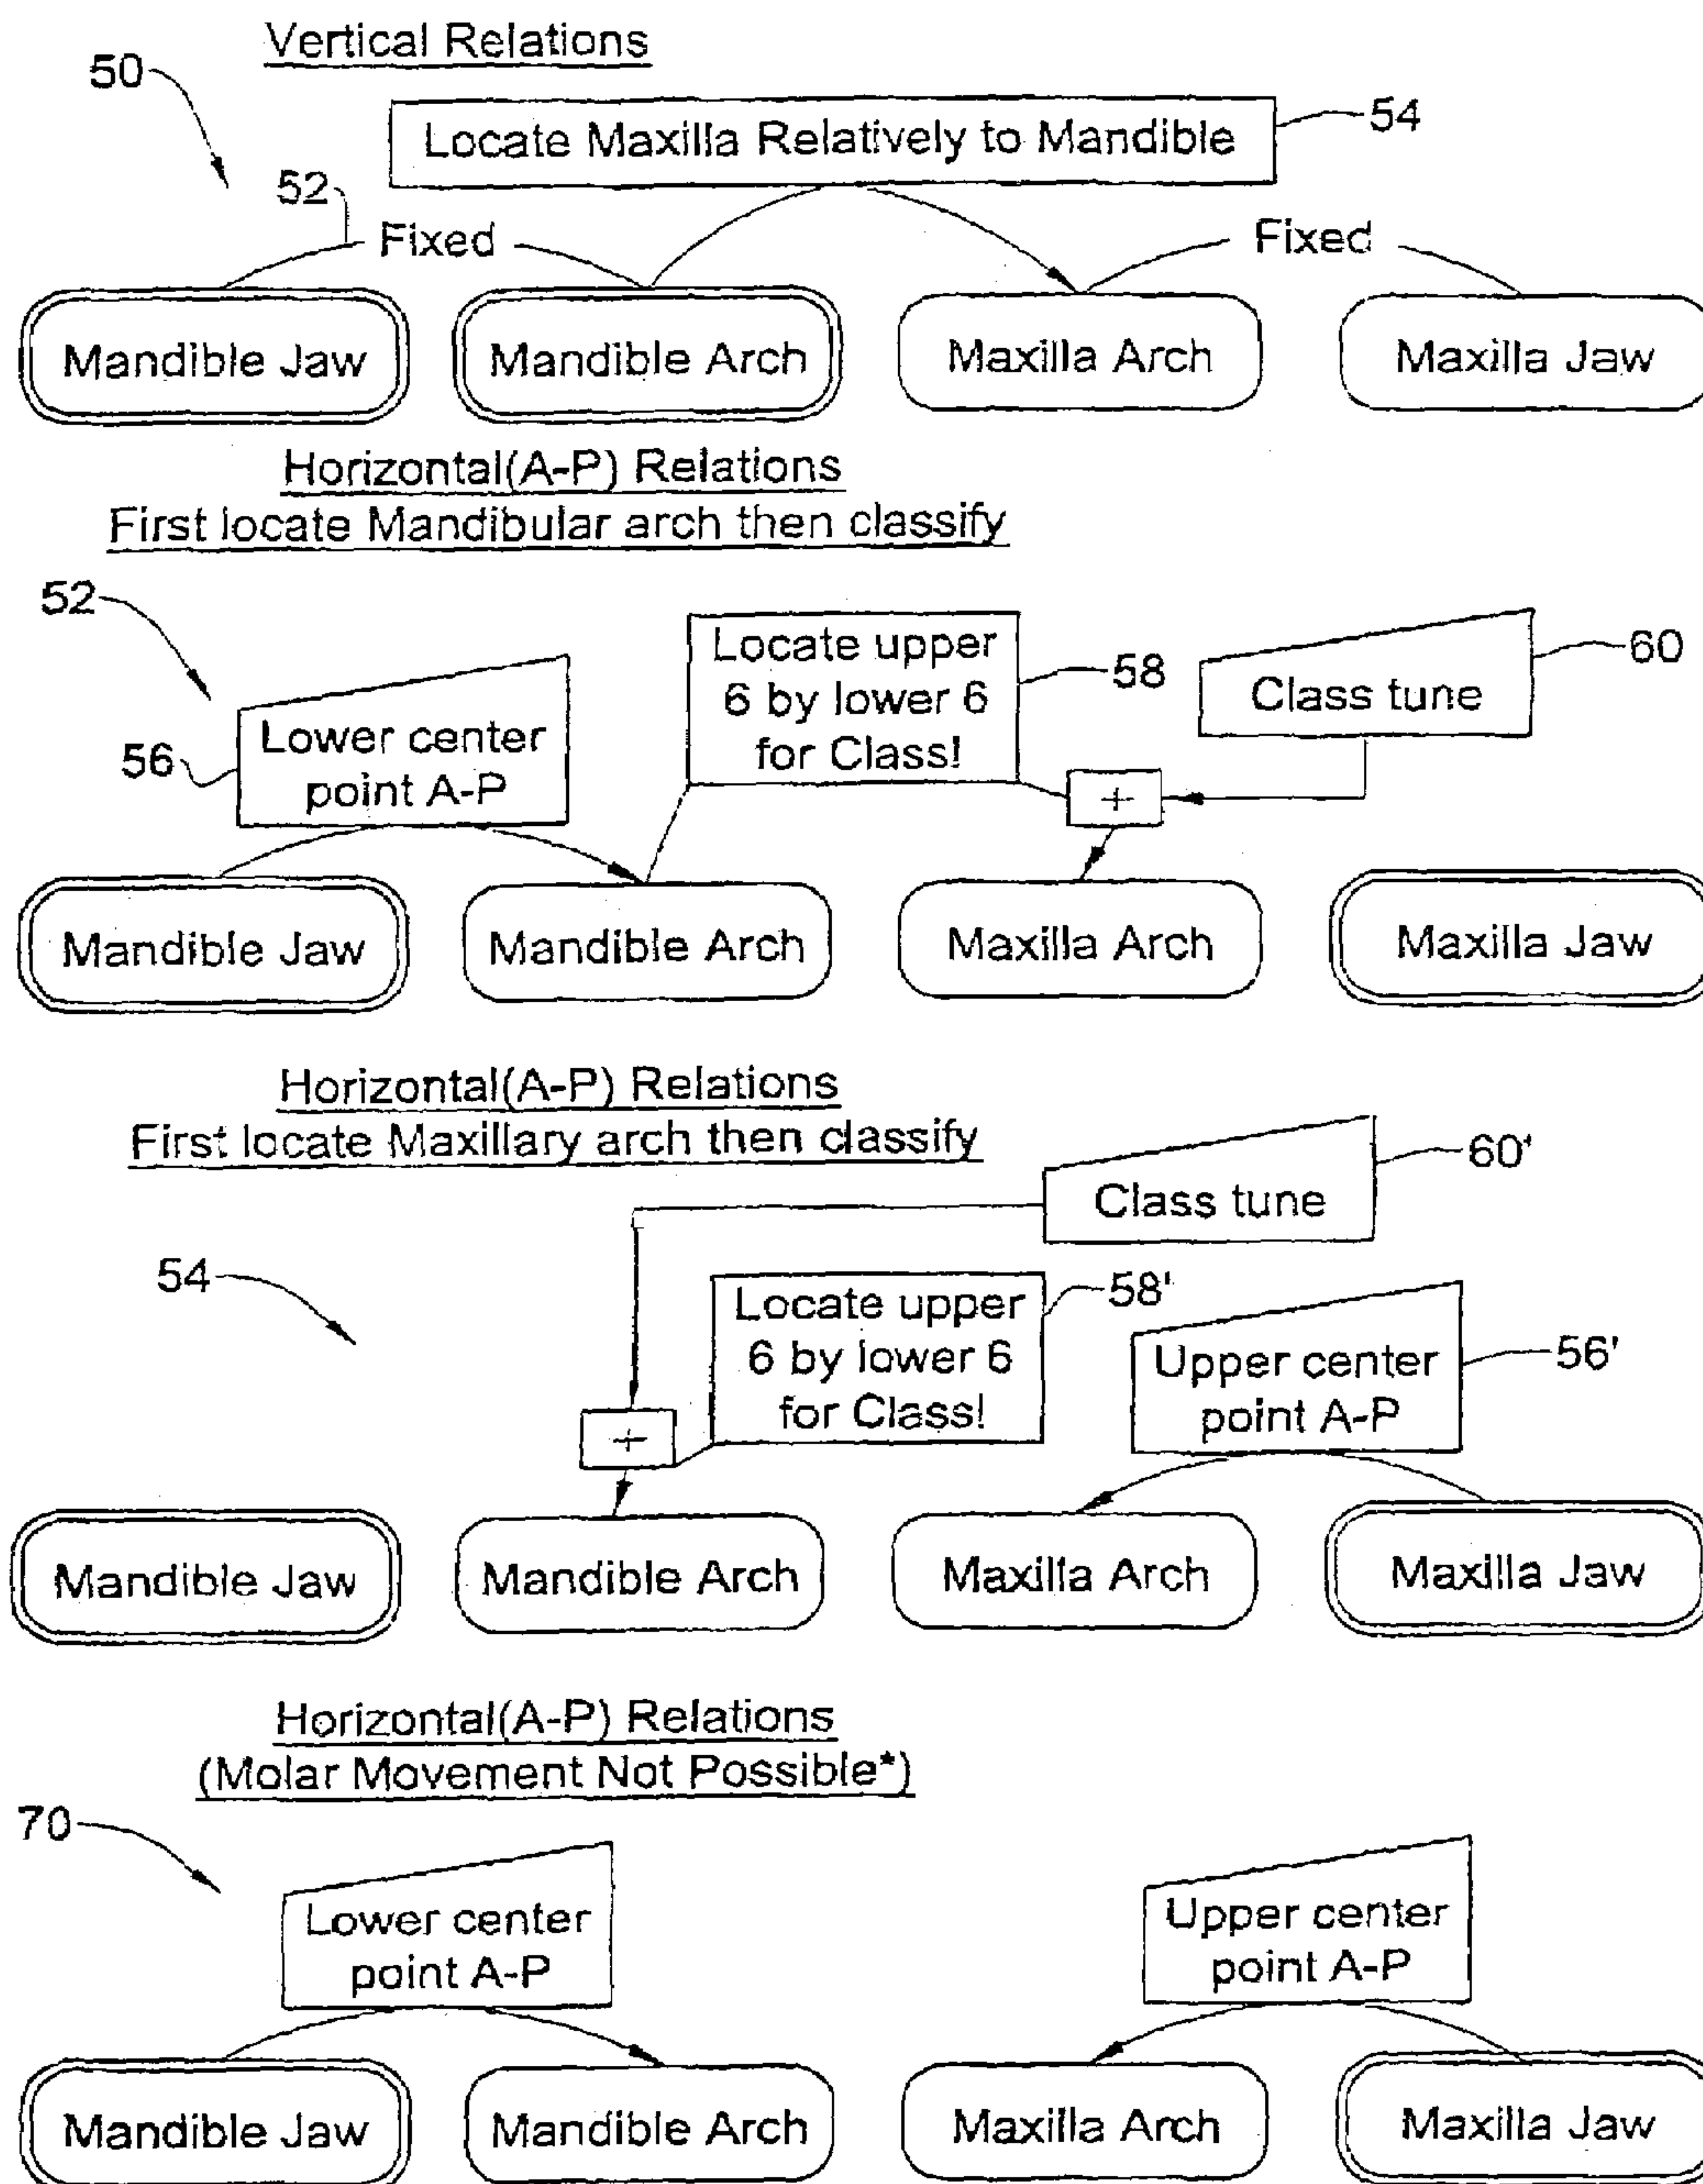 Vertical Relations
50
Locate Maxilla Relatively to Mandible
54
52
Fixed
Fixed
Mandible Jaw
Mandible Arch
Maxilla Arch
Maxilla Jaw
Horizontal(A-P) Relations
First locate Mandibular arch then classify
52
56
Lower center
point A-P
Locate upper
6 by lower 6
for Class!
58
Class tune
60
+
Mandible Jaw
Mandible Arch
Maxilla Arch
Maxilla Jaw
Horizontal(A-P) Relations
First locate Maxillary arch then classify
Class tune
60'
54
Locate upper
6 by lower 6
for Class!
58'
Upper center
point A-P
56'
+
Mandible Jaw
Mandible Arch
Maxilla Arch
Maxilla Jaw
Horizontal(A-P) Relations
(Molar Movement Not Possible*)
70
Lower center
point A-P
Upper center
point A-P
Mandible Jaw
Mandible Arch
Maxilla Arch
Maxilla Jaw